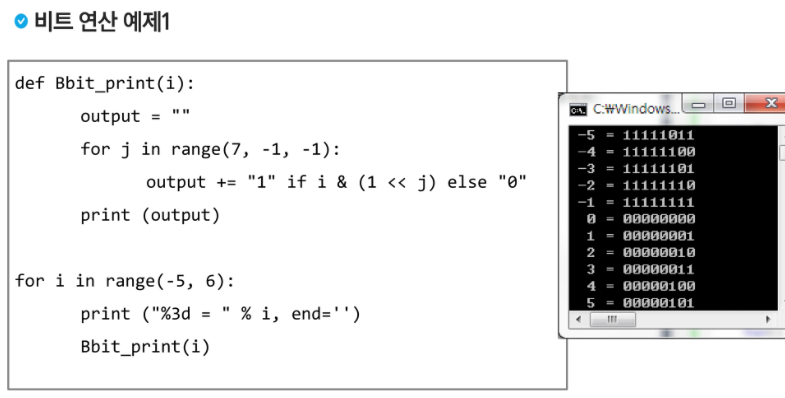 비트 연산 예제1
def Bbit_print(i):
output = ""
for j in range(7, -1, -1):
output += "1" if i & (1 << j) else "0"
print (output)
for i in range(-5, 6):
print ("%3d = " % i, end='')
Bbit_print(i)
C:\Windows...
-5 = 11111011
-4 = 11111100
-3 = 11111101
-2 = 11111110
-1 = 11111111
0 = 00000000
1 = 00000001
2 = 00000010
3 = 00000011
4 = 00000100
5 = 00000101